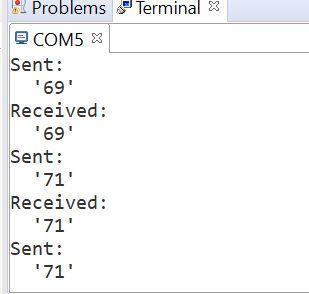 Problems Terminal
COM5
Sent:
'69'
Received:
'69'
Sent:
'71'
Received:
'71'
Sent:
'71'